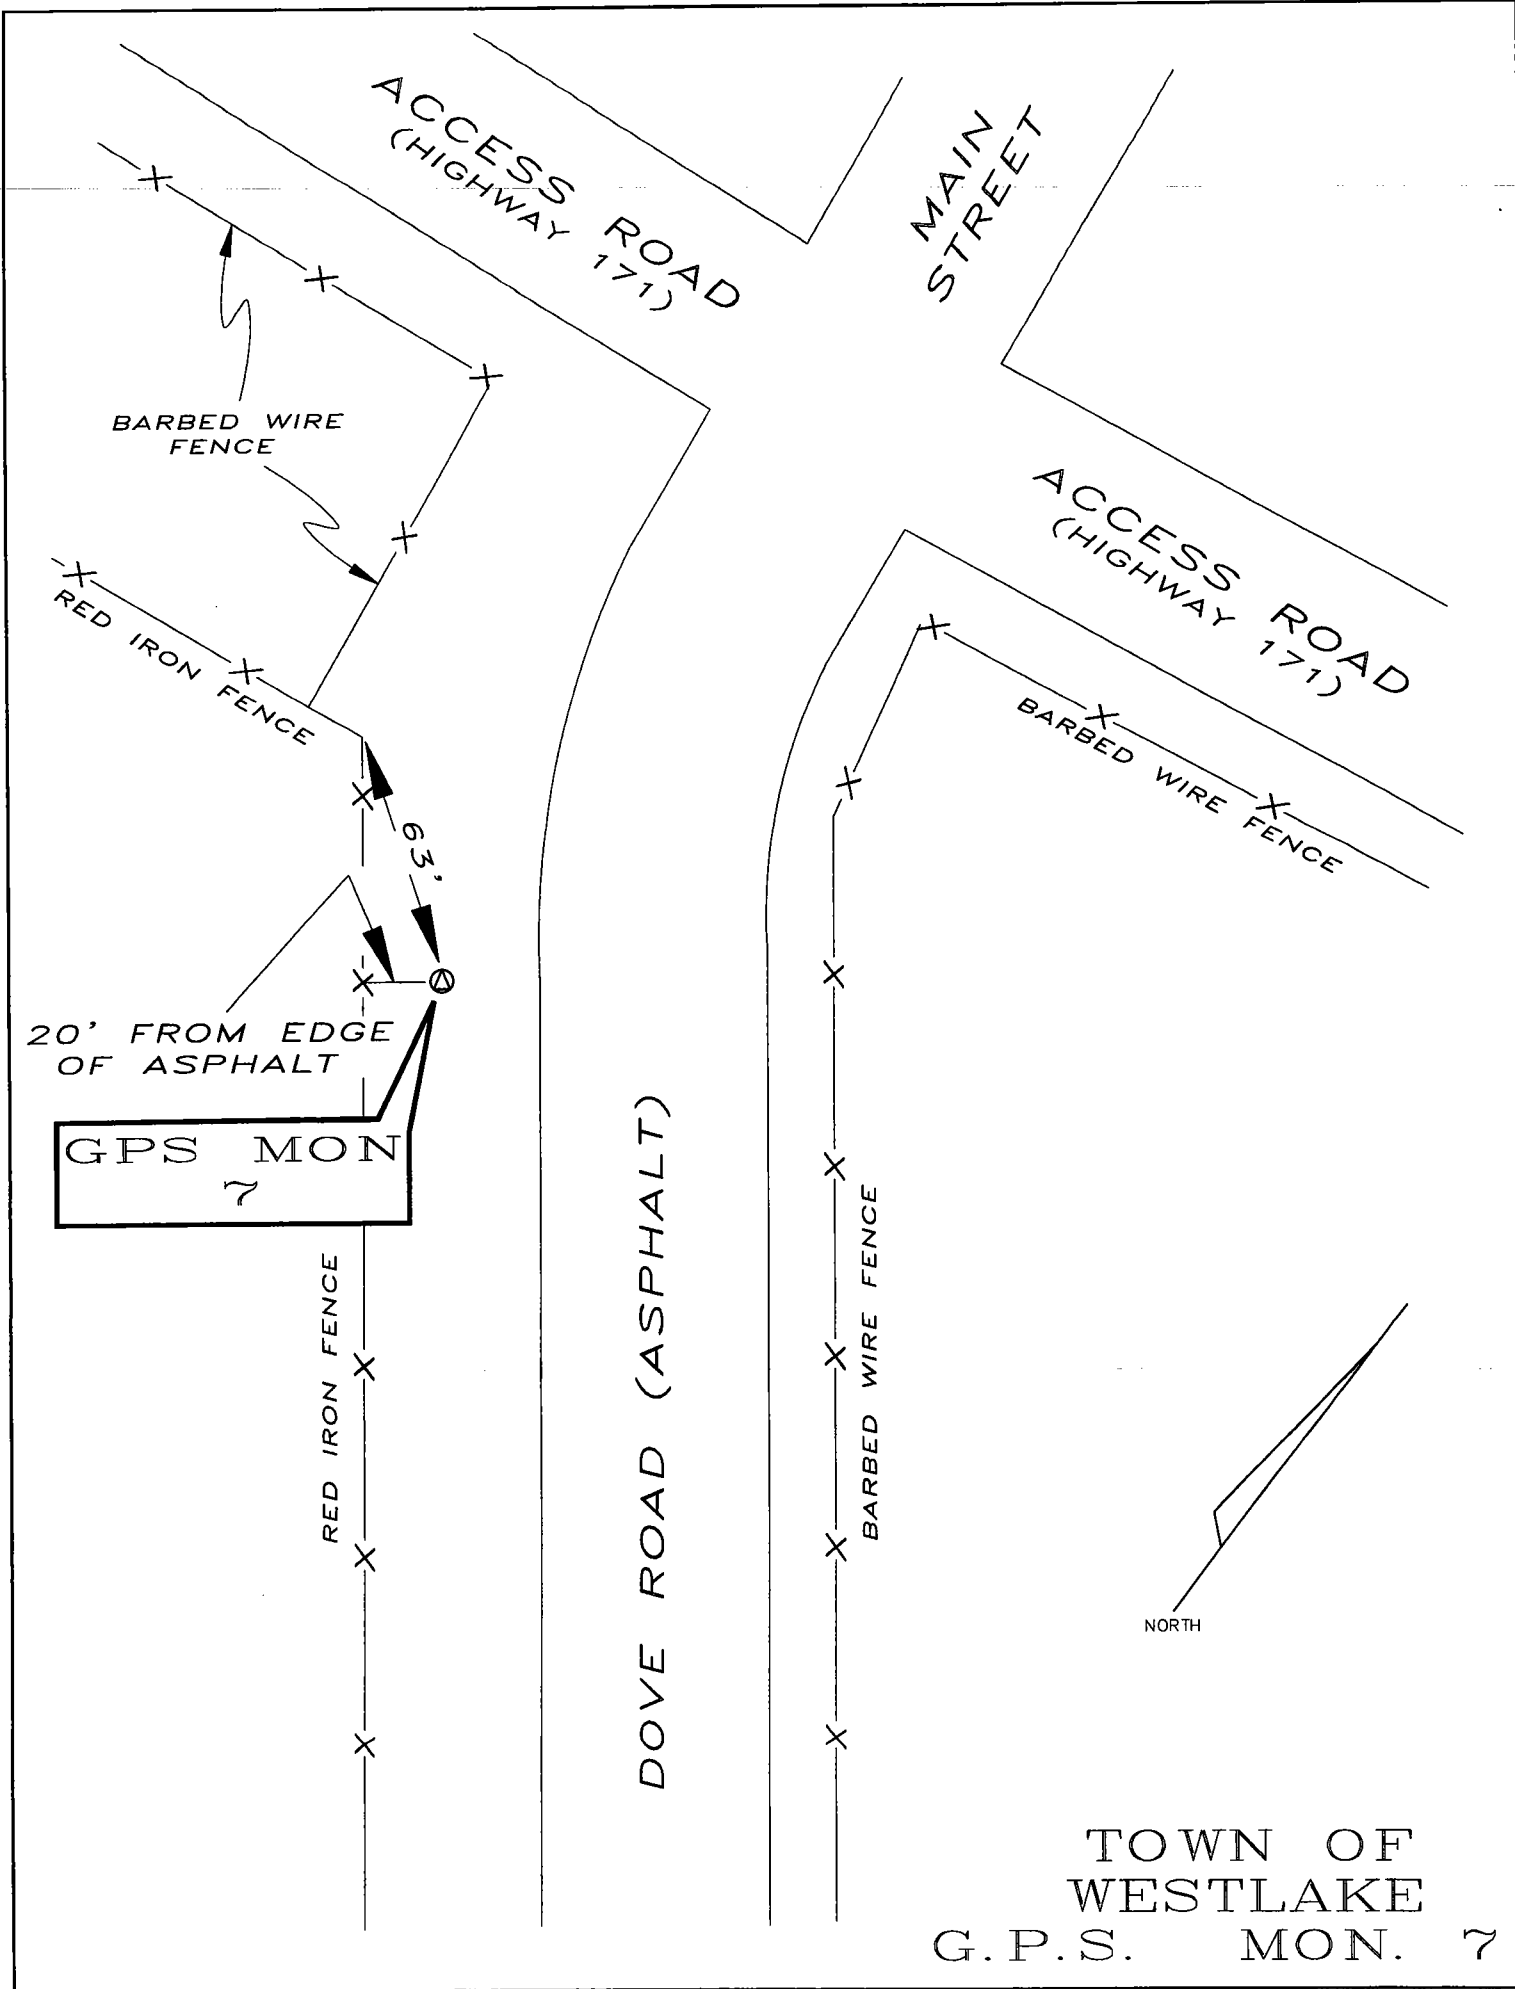 ACCESS ROAD
(HIGHWAY 171)
MAIN
STREET
BARBED WIRE
FENCE
ACCESS ROAD
(HIGHWAY 171)
RED IRON FENCE
BARBED WIRE FENCE
63'
20' FROM EDGE
OF ASPHALT
GPS MON
7
RED IRON FENCE
DOVE ROAD (ASPHALT)
BARBED WIRE FENCE
NORTH
TOWN OF
WESTLAKE
G.P.S. MON. 7